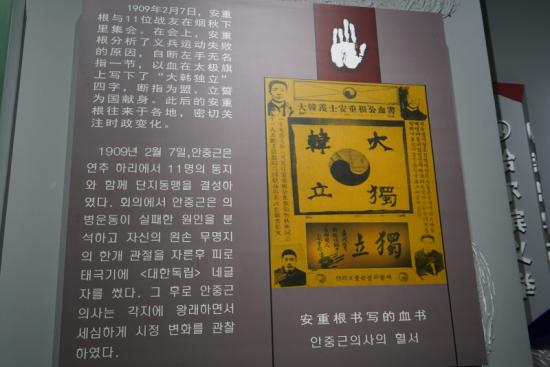 1909年2月7日，安重
根与11位战友在烟秋下
里集会。在会上，安重
根分析了义兵运动失败
的原因，自断左手无名
指一节，以血在太极旗
上写下了“大韩独立”
四字，断指为盟，立誓
为国献身。此后的安重
根往来于各地，密切关
注时政变化。
1909년 2월 7일,안중근은
연추 하리에서 11명의 동지
와 함께 단지동맹을 결성하
였다. 회의에서 안중근은 의
병운동이 실패한 원인을 분
석하고 자신의 왼손 무명지
의 한개 관절을 자른후 피로
태극기에 <대한독립> 네글
자를 썼다. 그 후로 안중근
의사는 각지에 왕래하면서
세심하게 시정 변화를 관찰
하였다.
大韓義士安重根公血書
大
韓
獨
立
獨
立
安重根书写的血书
안중근의사의 혈서